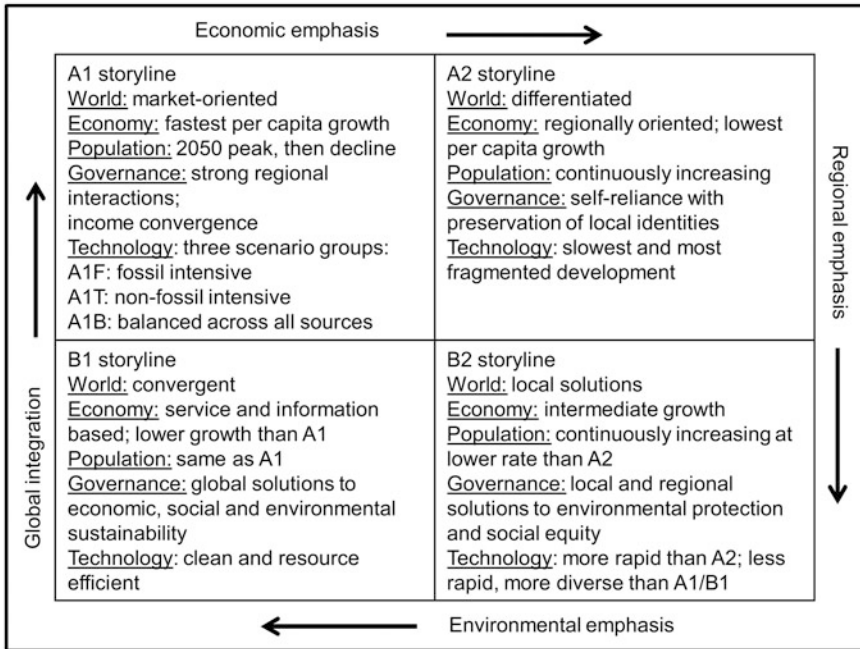 Economic emphasis
A1 storyline
World: market-oriented
Economy: fastest per capita growth
Population: 2050 peak, then decline
Governance: strong regional
interactions;
income convergence
Technology: three scenario groups:
A1F: fossil intensive
A1T: non-fossil intensive
A1B: balanced across all sources
A2 storyline
World: differentiated
Economy: regionally oriented; lowest
per capita growth
Population: continuously increasing
Governance: self-reliance with
preservation of local identities
Technology: slowest and most
fragmented development
Regional emphasis
Global integration
B1 storyline
World: convergent
Economy: service and information
based; lower growth than A1
Population: same as A1
Governance: global solutions to
economic, social and environmental
sustainability
Technology: clean and resource
efficient
B2 storyline
World: local solutions
Economy: intermediate growth
Population: continuously increasing at
lower rate than A2
Governance: local and regional
solutions to environmental protection
and social equity
Technology: more rapid than A2; less
rapid, more diverse than A1/B1
Environmental emphasis